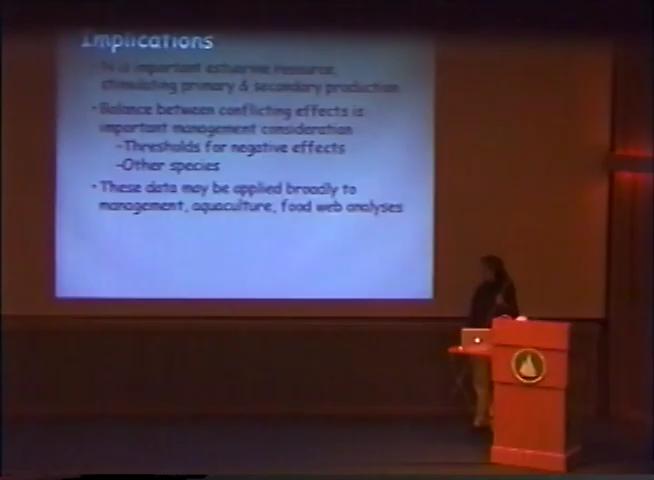 Implications
• N is important estuarine resource,
stimulating primary & secondary production
• Balance between conflicting effects is
important management consideration
-Thresholds for negative effects
-Other species
• These data may be applied broadly to
management, aquaculture, food web analyses